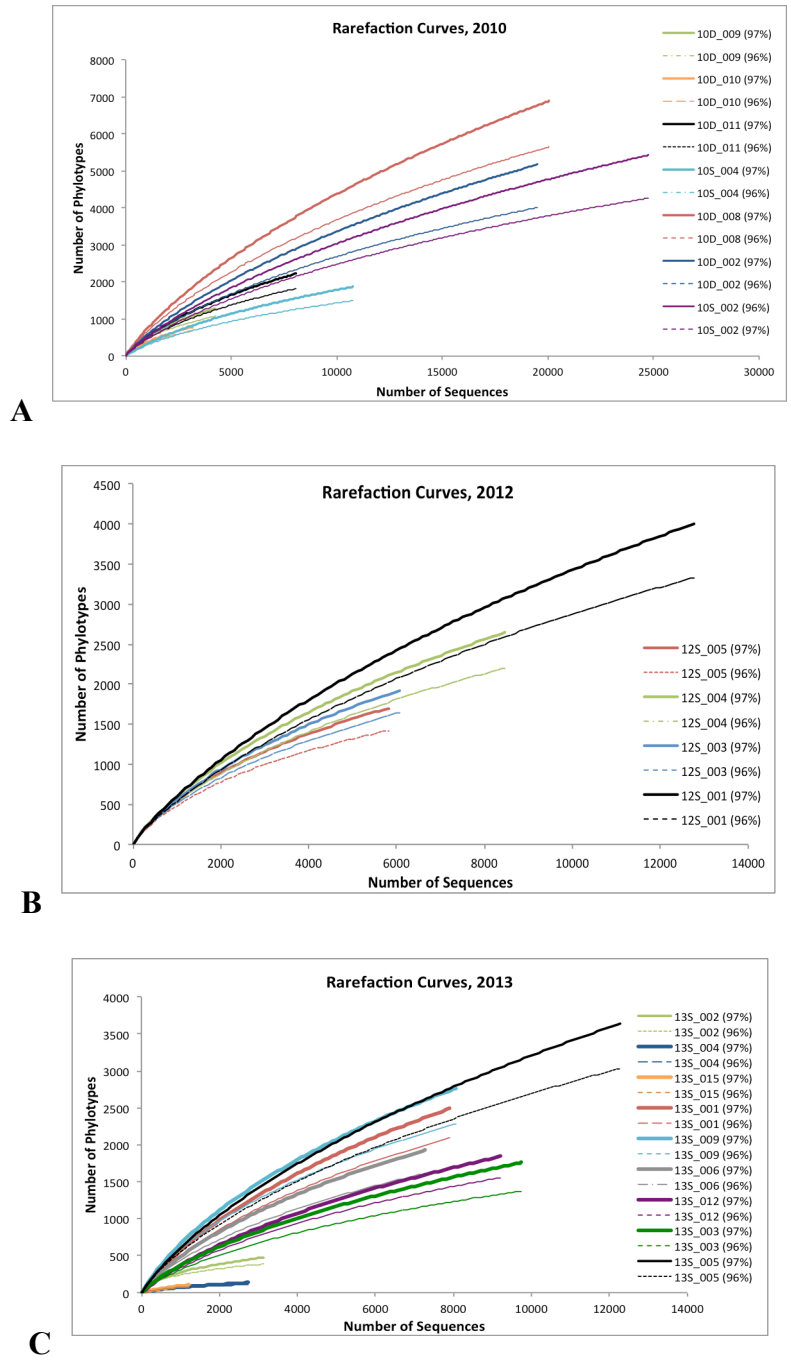 Rarefaction Curves, 2010
Number of Phylotypes
8000
7000
6000
5000
4000
3000
2000
1000
0
0 5000 10000 15000 20000 25000 30000
Number of Sequences
10D_009 (97%)
10D_009 (96%)
10D_010 (97%)
10D_010 (96%)
10D_011 (97%)
10D_011 (96%)
10S_004 (97%)
10S_004 (96%)
10D_008 (97%)
10D_008 (96%)
10D_002 (97%)
10D_002 (96%)
10S_002 (96%)
10S_002 (97%)
A
Rarefaction Curves, 2012
Number of Phylotypes
4500
4000
3500
3000
2500
2000
1500
1000
500
0
0 2000 4000 6000 8000 10000 12000 14000
Number of Sequences
12S_005 (97%)
12S_005 (96%)
12S_004 (97%)
12S_004 (96%)
12S_003 (97%)
12S_003 (96%)
12S_001 (97%)
12S_001 (96%)
B
Rarefaction Curves, 2013
Number of Phylotypes
4000
3500
3000
2500
2000
1500
1000
500
0
0 2000 4000 6000 8000 10000 12000 14000
Number of Sequences
13S_002 (97%)
13S_002 (96%)
13S_004 (97%)
13S_004 (96%)
13S_015 (97%)
13S_015 (96%)
13S_001 (97%)
13S_001 (96%)
13S_009 (97%)
13S_009 (96%)
13S_006 (97%)
13S_006 (96%)
13S_012 (97%)
13S_012 (96%)
13S_003 (97%)
13S_003 (96%)
13S_005 (97%)
13S_005 (96%)
C